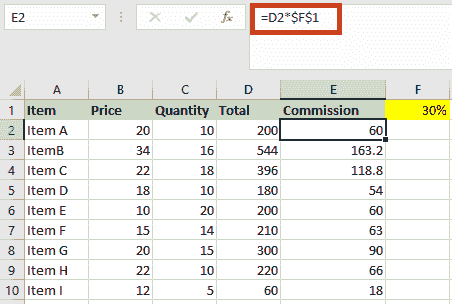 E2 fx =D2*$F$1
A B C D E F
1 Item Price Quantity Total Commission 30%
2 Item A 20 10 200 60
3 ItemB 34 16 544 163.2
4 Item C 22 18 396 118.8
5 Item D 18 10 180 54
6 Item E 10 20 200 60
7 Item F 15 14 210 63
8 Item G 20 15 300 90
9 Item H 22 10 220 66
10 Item I 12 5 60 18